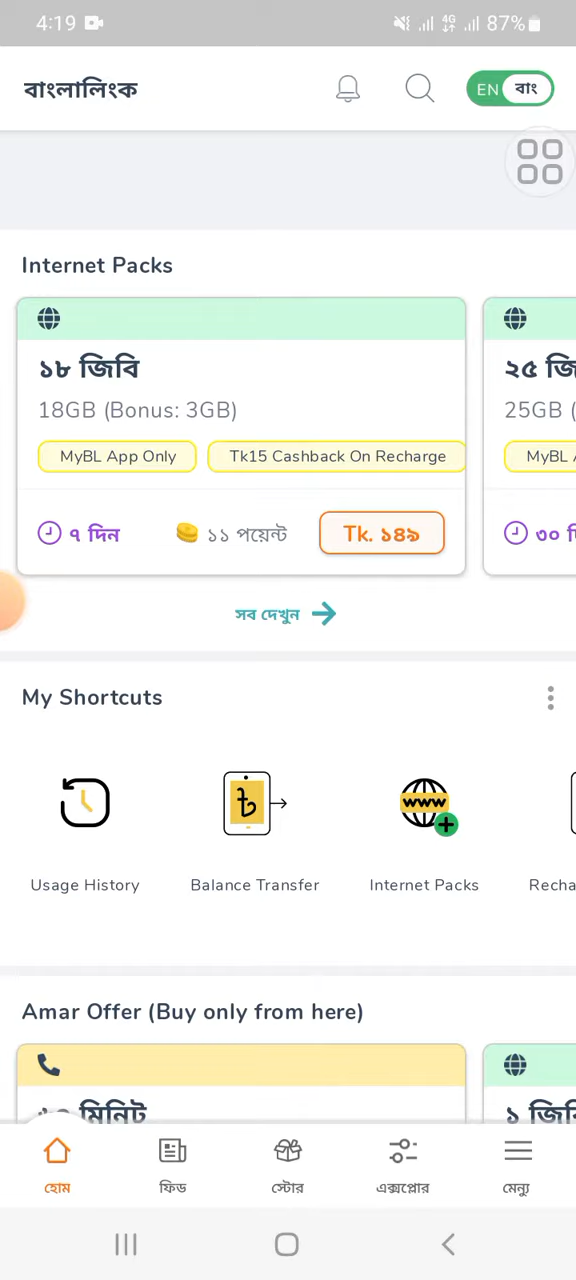 4:19 4G 87%
বাংলালিংক EN বাং
Internet Packs
১৮ জিবি
18GB (Bonus: 3GB) 25GB (
MyBL App Only Tk15 Cashback On Recharge MyBL
৭ দিন ১১ পয়েন্ট Tk. ১৪৯ ৩০
সব দেখুন
My Shortcuts
৳ www
Usage History Balance Transfer Internet Packs Recha
Amar Offer (Buy only from here)
মিনিট ১
হোম ফিড স্টোর এক্সপ্লোর মেন্যু